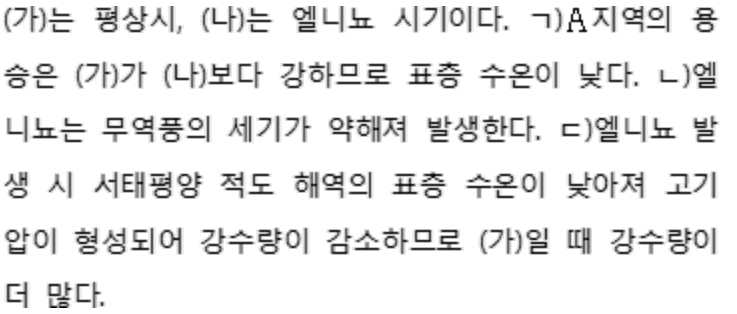 (가)는 평상시, (나)는 엘니뇨 시기이다. ㄱ)A지역의 용
승은 (가)가 (나)보다 강하므로 표층 수온이 낮다. ㄴ)엘
니뇨는 무역풍의 세기가 약해져 발생한다. ㄷ)엘니뇨 발
생 시 서태평양 적도 해역의 표층 수온이 낮아져 고기
압이 형성되어 강수량이 감소하므로 (가)일 때 강수량이
더 많다.